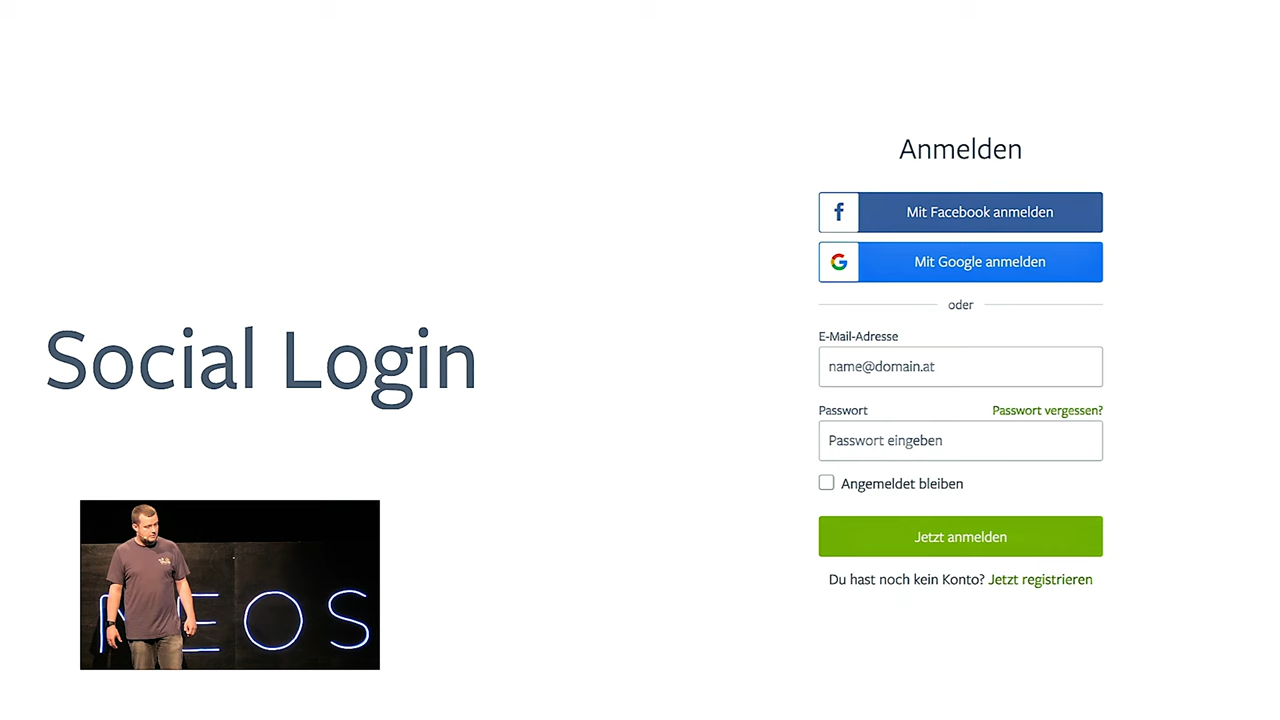 Social Login
Anmelden
f Mit Facebook anmelden
G Mit Google anmelden
oder
E-Mail-Adresse
name@domain.at
Passwort Passwort vergessen?
Passwort eingeben
Angemeldet bleiben
Jetzt anmelden
Du hast noch kein Konto? Jetzt registrieren
NEOS